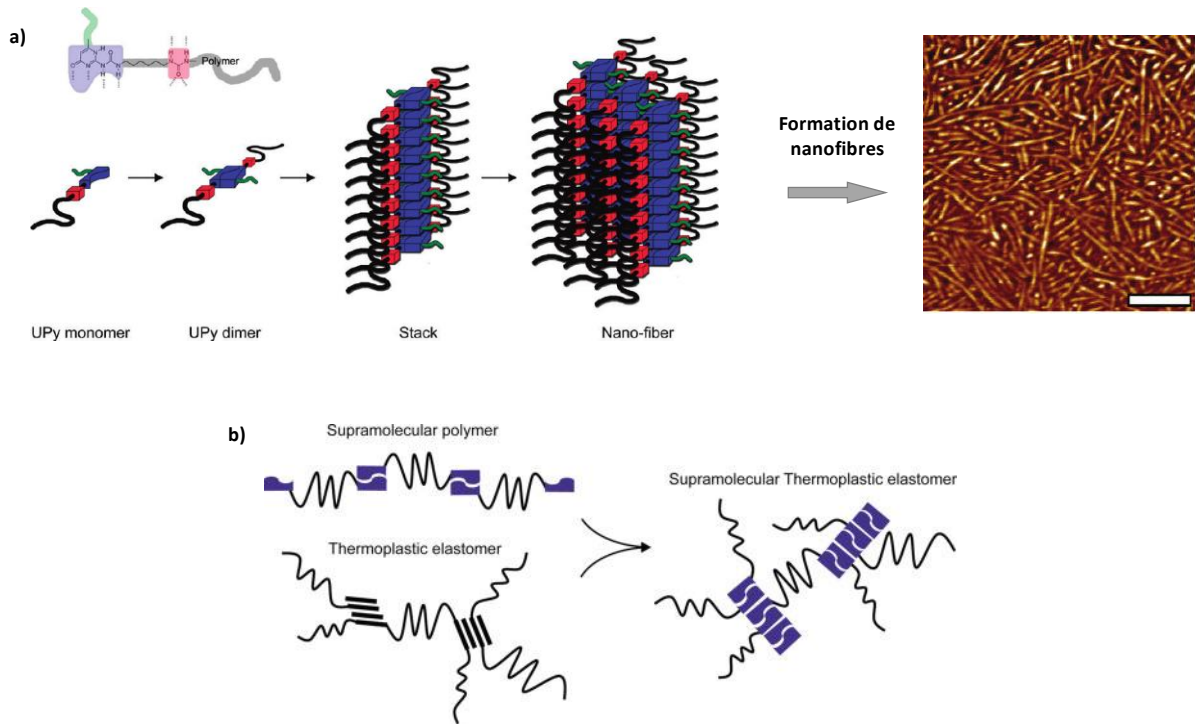 a)
Polymer
Formation de
nanofibres
UPy monomer
UPy dimer
Stack
Nano-fiber
b)
Supramolecular polymer
Supramolecular Thermoplastic elastomer
Thermoplastic elastomer